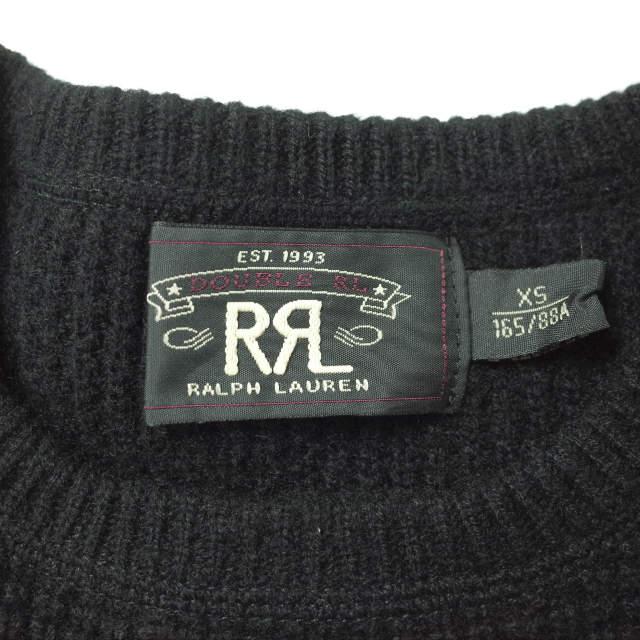 EST. 1993
DOUBLE RL
RRL
RALPH LAUREN
XS
165/88A